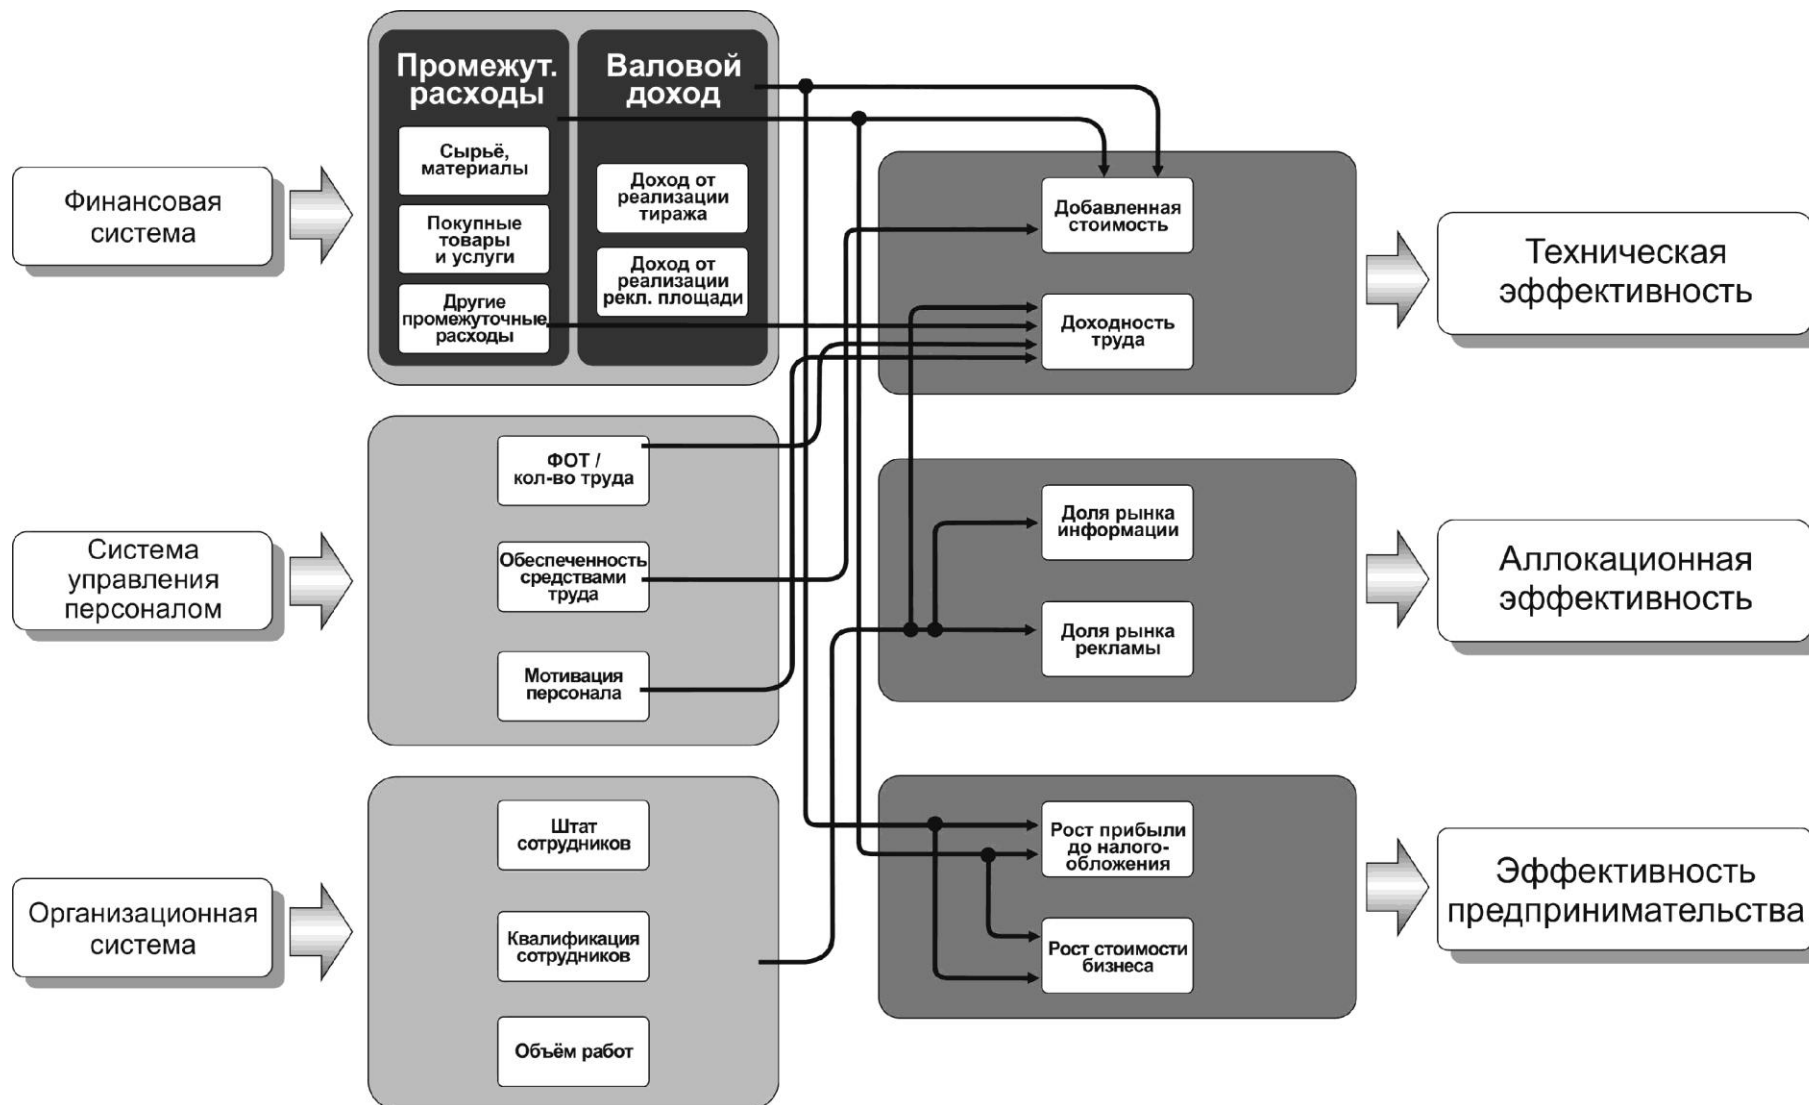 Финансовая
система
Промежут.
расходы
Сырьё,
материалы
Покупные
товары
и услуги
Другие
промежуточные
расходы
Валовой
доход
Доход от
реализации
тиража
Доход от
реализации
рекл. площади
Добавленная
стоимость
Доходность
труда
Техническая
эффективность
Система
управления
персоналом
ФОТ /
кол-во труда
Обеспеченность
средствами
труда
Мотивация
персонала
Доля рынка
информации
Доля рынка
рекламы
Аллокационная
эффективность
Организационная
система
Штат
сотрудников
Квалификация
сотрудников
Объём работ
Рост прибыли
до налого-
обложения
Рост стоимости
бизнеса
Эффективность
предпринимательства